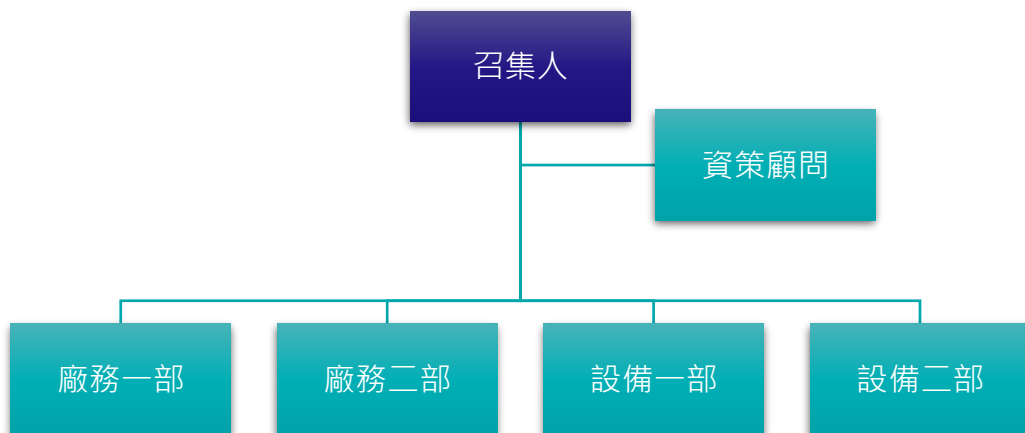 召集人
資策顧問
廠務一部
廠務二部
設備一部
設備二部